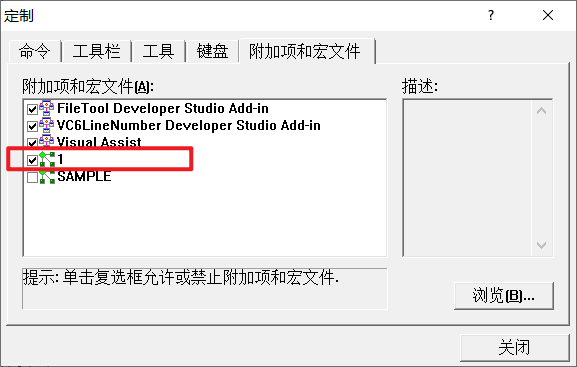 定制
命令 工具栏 工具 键盘 附加项和宏文件
附加项和宏文件(A): 描述:
FileTool Developer Studio Add-in
VC6LineNumber Developer Studio Add-in
Visual Assist
1
SAMPLE
提示: 单击复选框允许或禁止附加项和宏文件.
浏览(B)...
关闭